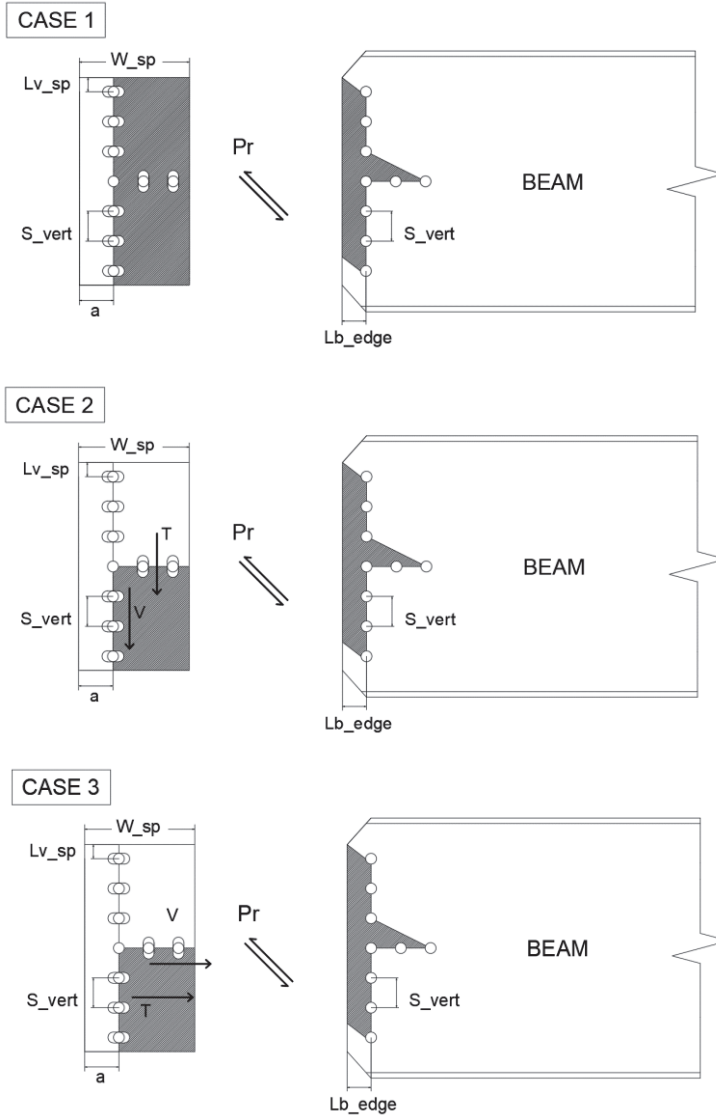 CASE 1
W_sp
Lv_sp
Pr
BEAM
S_vert
S_vert
a
Lb_edge
CASE 2
W_sp
Lv_sp
T
Pr
BEAM
S_vert
V
S_vert
a
Lb_edge
CASE 3
W_sp
Lv_sp
V
Pr
BEAM
S_vert
T
S_vert
a
Lb_edge